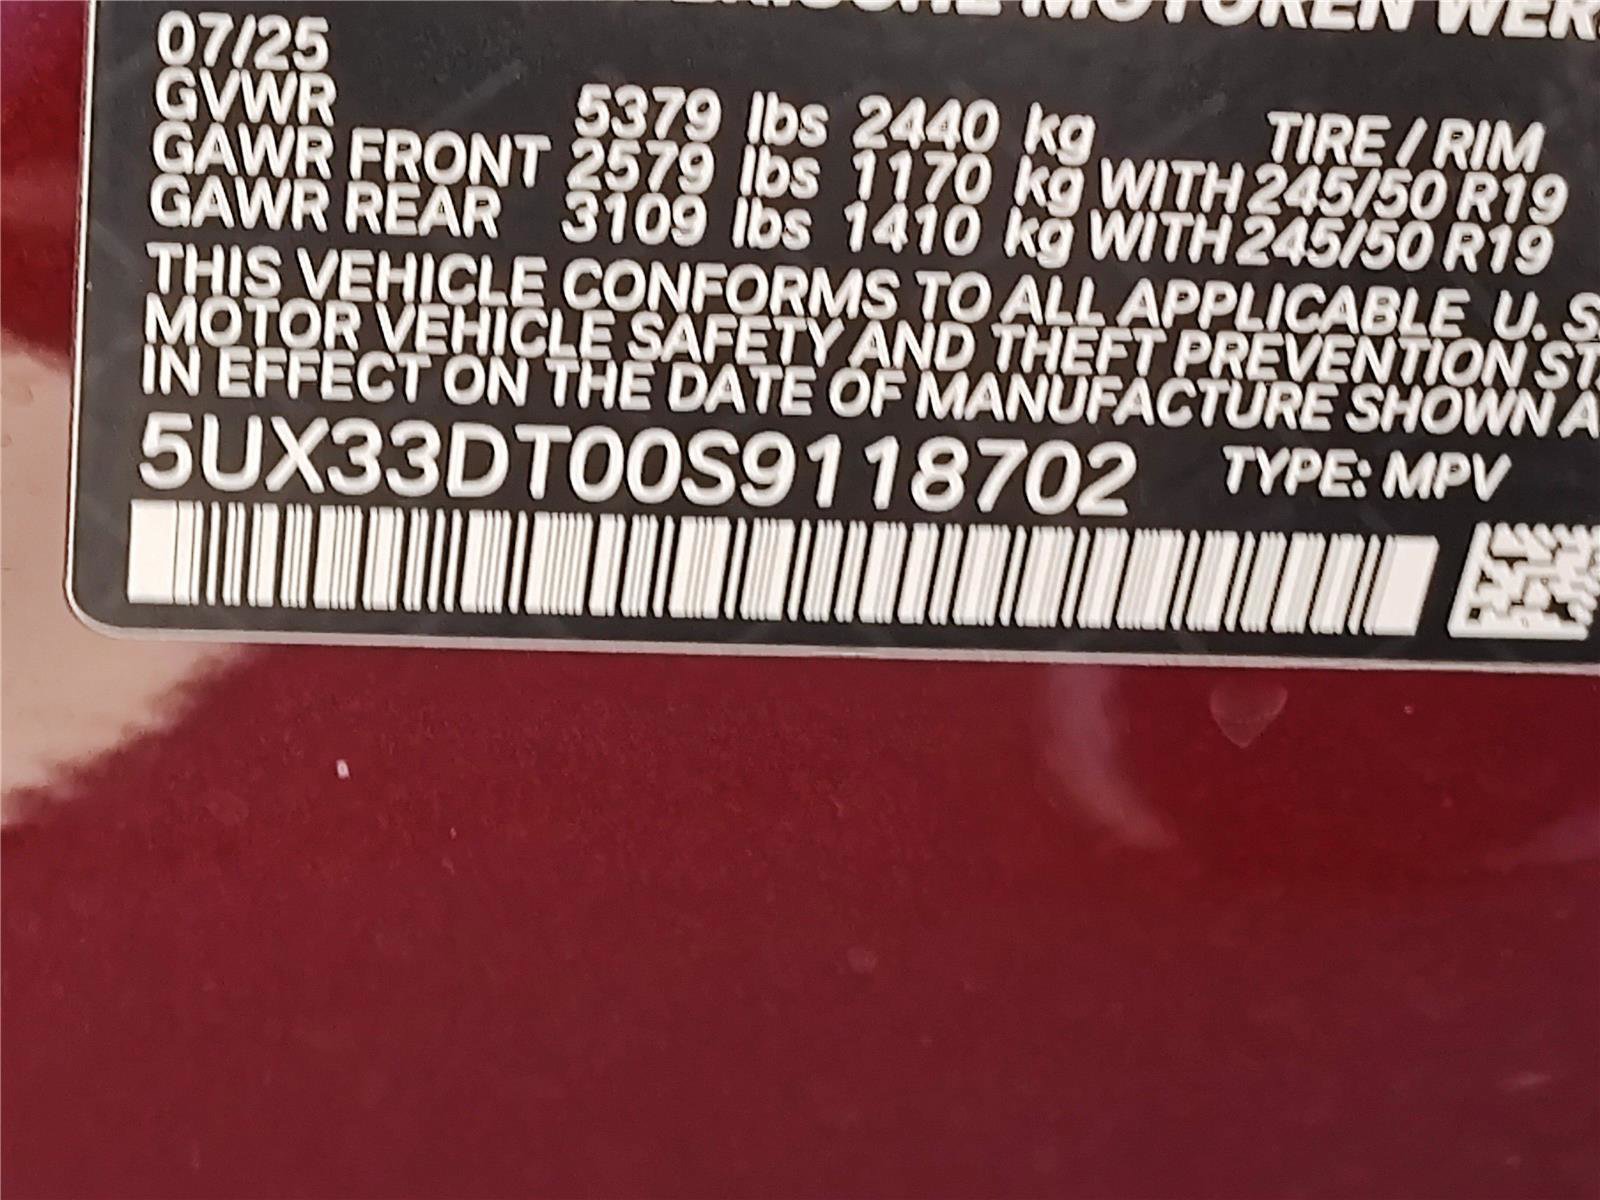 MOTOREN
07/25
GVWR 5379 lbs 2440 kg TIRE / RIM
GAWR FRONT 2579 lbs 1170 kg WITH 245/50 R19
GAWR REAR 3109 lbs 1410 kg WITH 245/50 R19
THIS VEHICLE CONFORMS TO ALL APPLICABLE U. S
MOTOR VEHICLE SAFETY AND THEFT PREVENTION ST
IN EFFECT ON THE DATE OF MANUFACTURE SHOWN A
5UX33DT00S9118702 TYPE: MPV